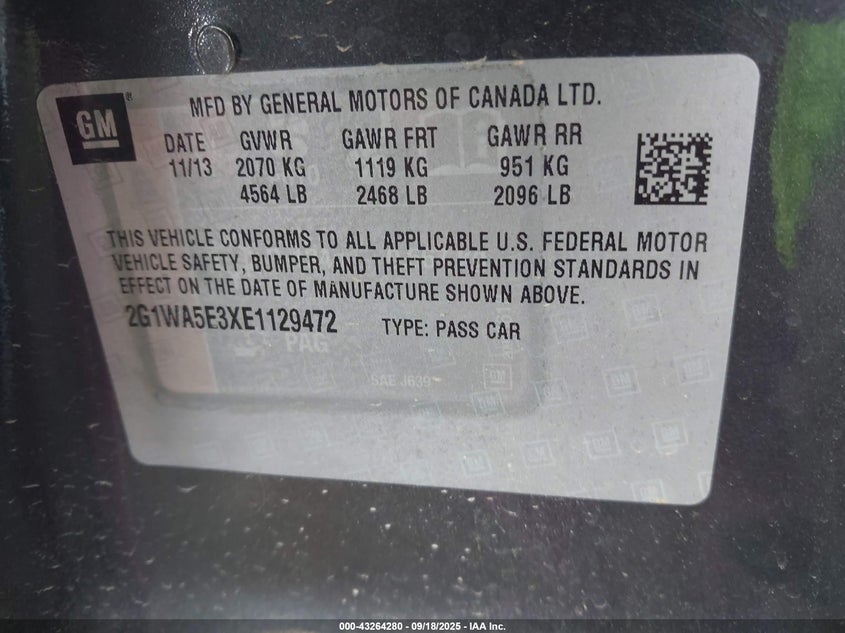 GM
MFD BY GENERAL MOTORS OF CANADA LTD.
DATE GVWR GAWR FRT GAWR RR
11/13 2070 KG 1119 KG 951 KG
4564 LB 2468 LB 2096 LB
THIS VEHICLE CONFORMS TO ALL APPLICABLE U.S. FEDERAL MOTOR
VEHICLE SAFETY, BUMPER, AND THEFT PREVENTION STANDARDS IN
EFFECT ON THE DATE OF MANUFACTURE SHOWN ABOVE.
2G1WA5E3XE1129472 TYPE: PASS CAR
PAG
SAE J639
000-43264280 - 09/18/2025 - IAA Inc.